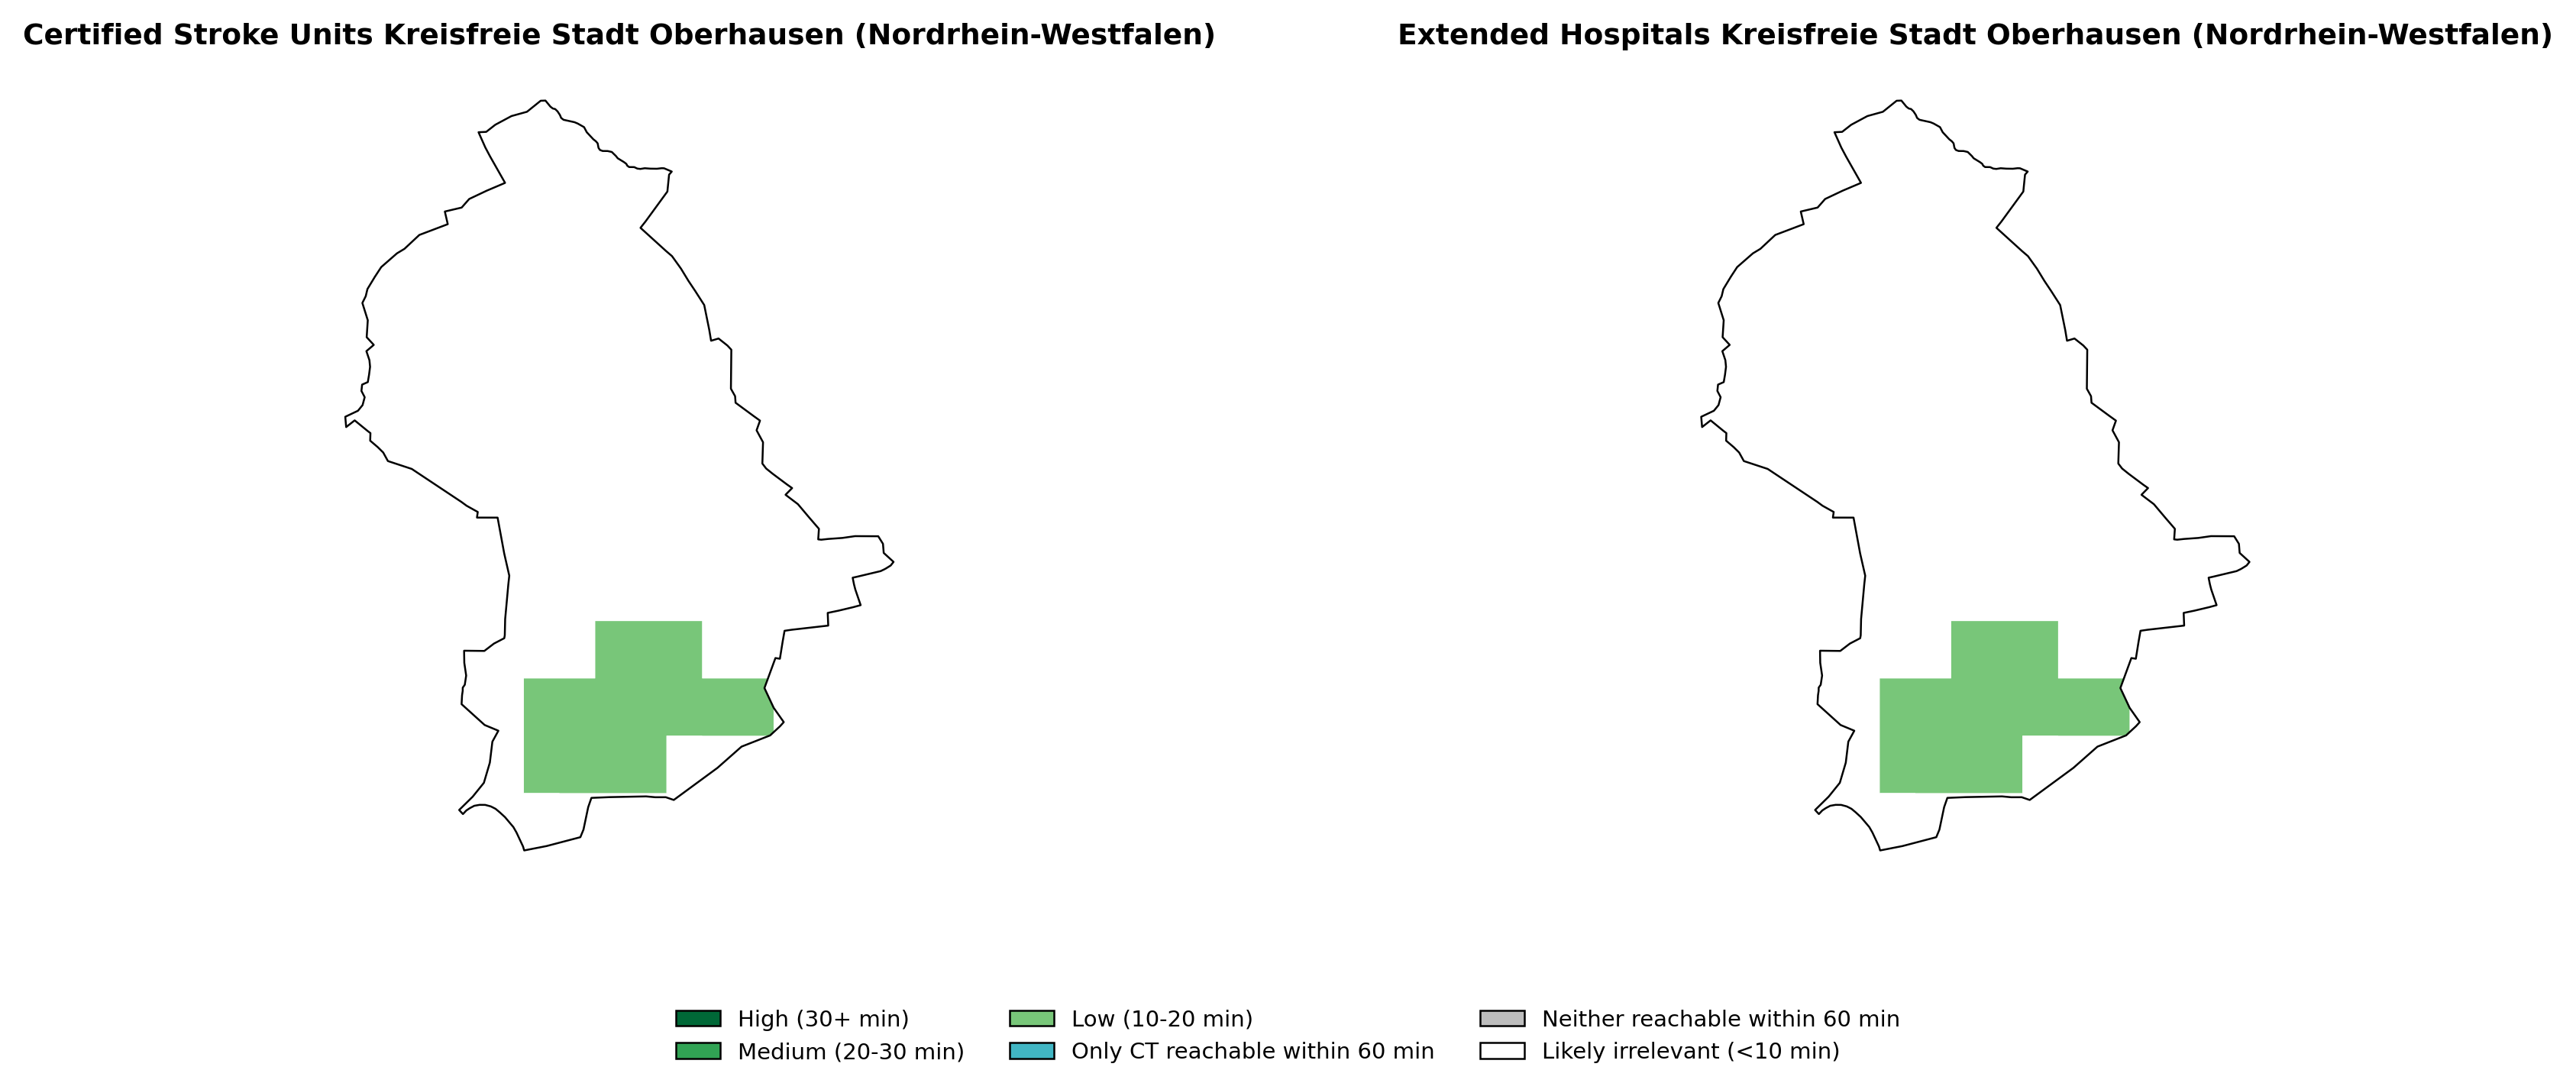 Certified Stroke Units Kreisfreie Stadt Oberhausen (Nordrhein-Westfalen)
Extended Hospitals Kreisfreie Stadt Oberhausen (Nordrhein-Westfalen)
High (30+ min)
Medium (20-30 min)
Low (10-20 min)
Only CT reachable within 60 min
Neither reachable within 60 min
Likely irrelevant (<10 min)